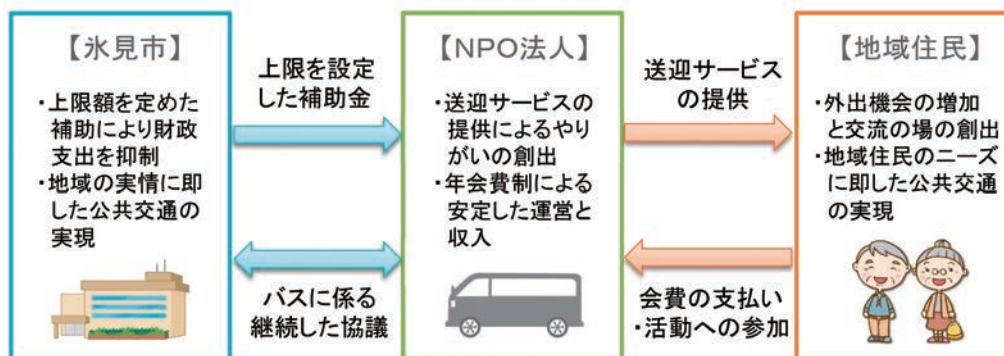 【氷見市】
・上限額を定めた
補助により財政
支出を抑制
・地域の実情に即
した公共交通の
実現
上限を設定
した補助金
バスに係る
継続した協議
【NPO法人】
・送迎サービスの
提供によるやり
がいの創出
・年会費制による
安定した運営と
収入
送迎サービス
の提供
会費の支払い
・活動への参加
【地域住民】
・外出機会の増加
と交流の場の創出
・地域住民のニーズ
に即した公共交通
の実現